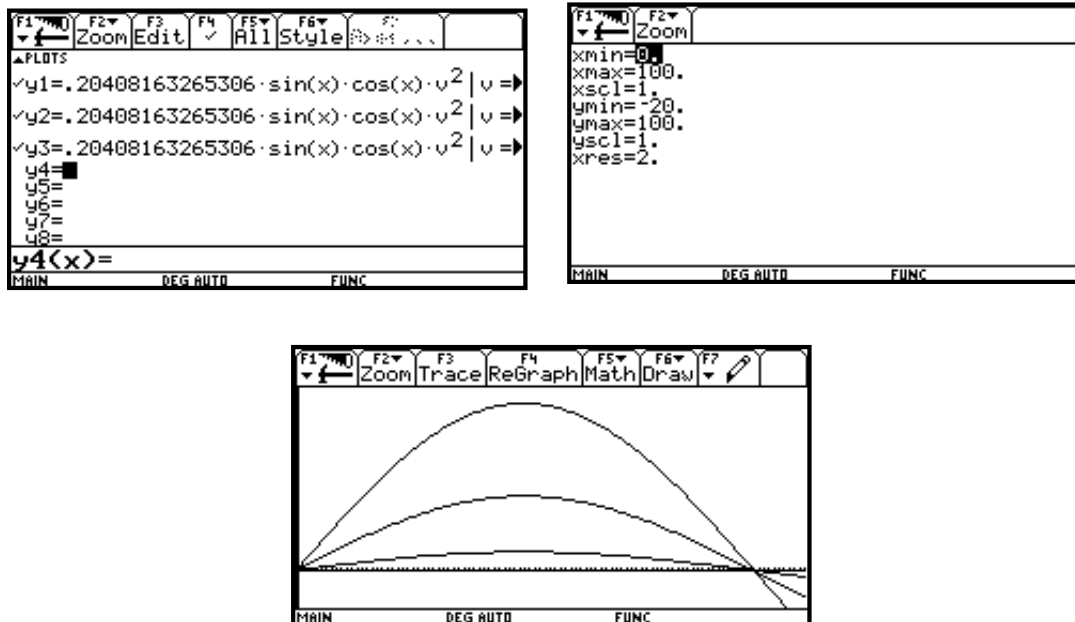 F1 F2 F3 F4 F5 F6
Zoom Edit ✓ All Style
▲PLOTS
✓y1=.20408163265306·sin(x)·cos(x)·v²|v=▶
✓y2=.20408163265306·sin(x)·cos(x)·v²|v=▶
✓y3=.20408163265306·sin(x)·cos(x)·v²|v=▶
y4=
y5=
y6=
y7=
y8=
y4(x)=
MAIN DEG AUTO FUNC
F1 F2
Zoom
xmin=0.
xmax=100.
xscl=1.
ymin=-20.
ymax=100.
yscl=1.
xres=2.
MAIN DEG AUTO FUNC
F1 F2 F3 F4 F5 F6 F7
Zoom Trace ReGraph Math Draw
MAIN DEG AUTO FUNC